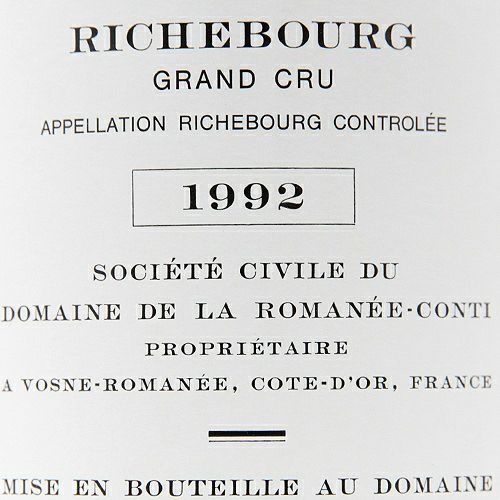 RICHEBOURG
GRAND CRU
APPELLATION RICHEBOURG CONTROLÉE
1992
SOCIÉTÉ CIVILE DU
DOMAINE DE LA ROMANÉE-CONTI
PROPRIÉTAIRE
A VOSNE-ROMANÉE, COTE-D'OR, FRANCE
MISE EN BOUTEILLE AU DOMAINE